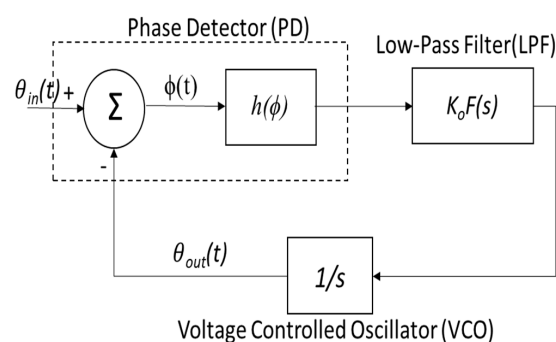 Phase Detector (PD)
Low-Pass Filter(LPF)
θin(t)+
Σ
ϕ(t)
h(ϕ)
KoF(s)
-
θout(t)
1/s
Voltage Controlled Oscillator (VCO)